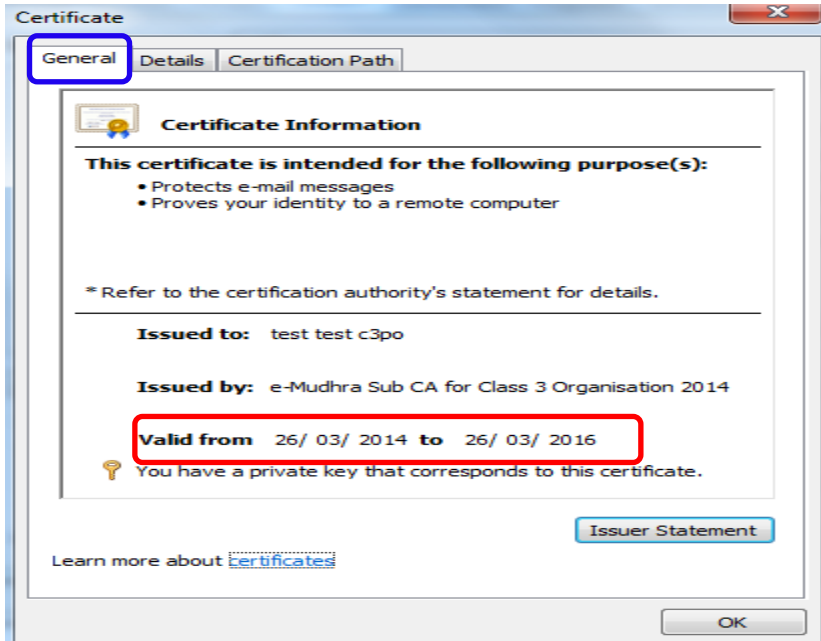 Certificate
General Details Certification Path
Certificate Information
This certificate is intended for the following purpose(s):
• Protects e-mail messages
• Proves your identity to a remote computer
* Refer to the certification authority's statement for details.
Issued to: test test c3po
Issued by: e-Mudhra Sub CA for Class 3 Organisation 2014
Valid from 26/ 03/ 2014 to 26/ 03/ 2016
You have a private key that corresponds to this certificate.
Issuer Statement
Learn more about certificates
OK